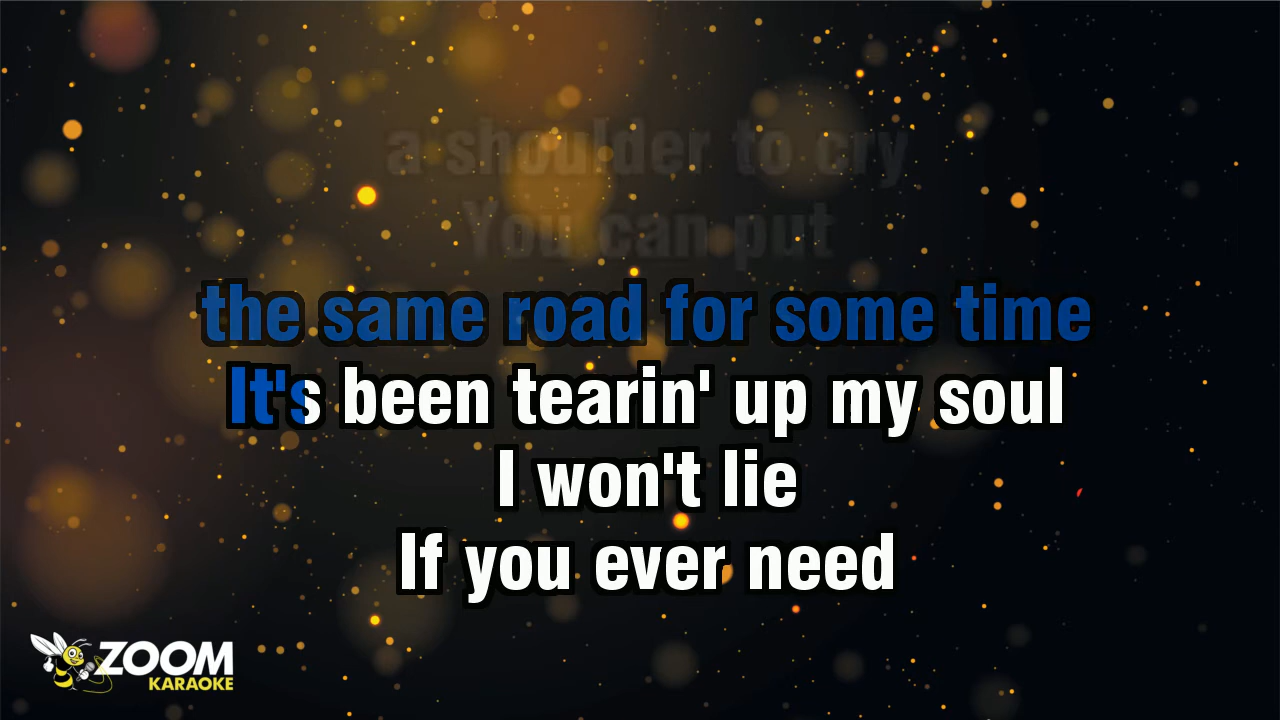 a shoulder to cry
You can put
the same road for some time
It's been tearin' up my soul
I won't lie
If you ever need
ZOOM
KARAOKE